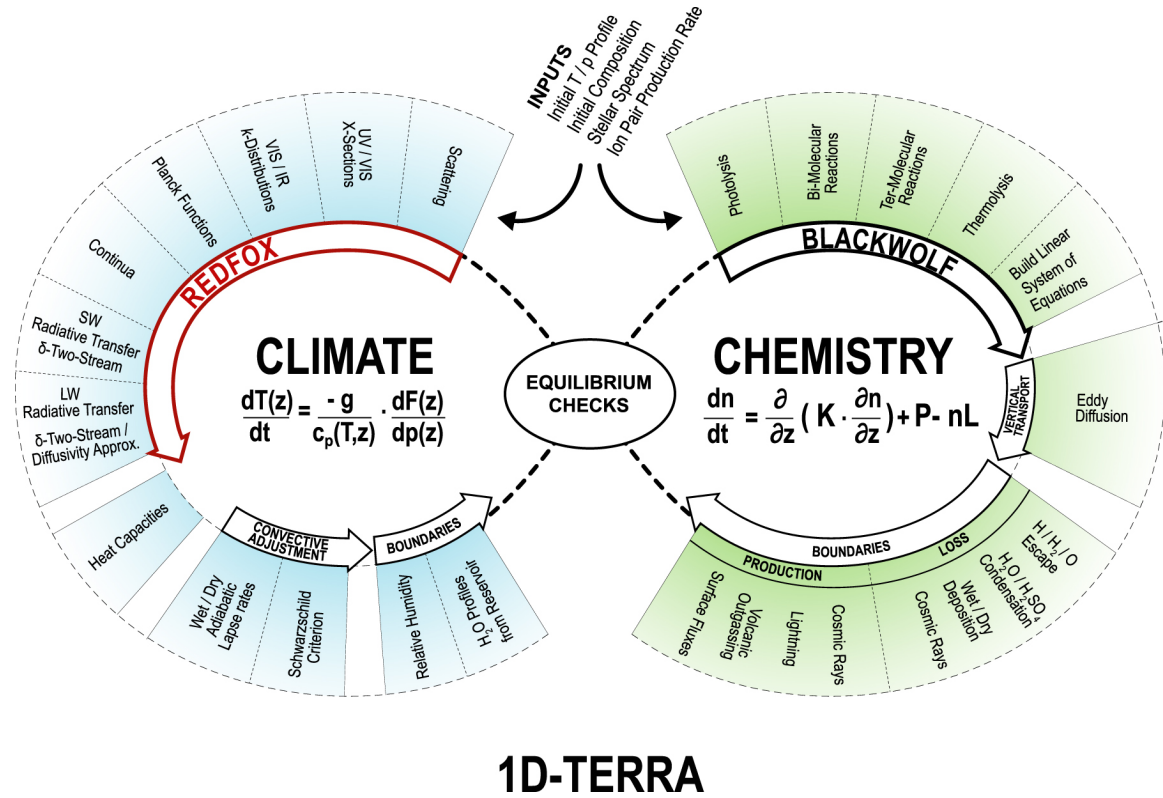 INPUTS
Initial T / p Profile
Initial Composition
Stellar Spectrum
Ion Pair Production Rate
Scattering
UV / VIS
X-Sections
VIS / IR
k-Distributions
Planck Functions
Continua
SW
Radiative Transfer
δ-Two-Stream
LW
Radiative Transfer
δ-Two-Stream /
Diffusivity Approx.
Heat Capacities
REDFOX
CLIMATE
dT(z)/dt = -g/c_p(T,z) · dF(z)/dp(z)
CONVECTIVE
ADJUSTMENT
Wet / Dry
Adiabatic
Lapse rates
Schwarzschild
Criterion
BOUNDARIES
Relative Humidity
H₂O Profiles
from Reservoir
EQUILIBRIUM
CHECKS
Photolysis
Bi-Molecular
Reactions
Ter-Molecular
Reactions
Thermolysis
Build Linear
System of
Equations
BLACKWOLF
CHEMISTRY
dn/dt = ∂/∂z ( K · ∂n/∂z ) + P- nL
VERTICAL
TRANSPORT
Eddy
Diffusion
BOUNDARIES
LOSS
H / H₂ / O
Escape
H₂O / H₂SO₄
Condensation
Wet / Dry
Deposition
Cosmic Rays
PRODUCTION
Cosmic Rays
Lightning
Volcanic
Outgassing
Surface Fluxes
1D-TERRA